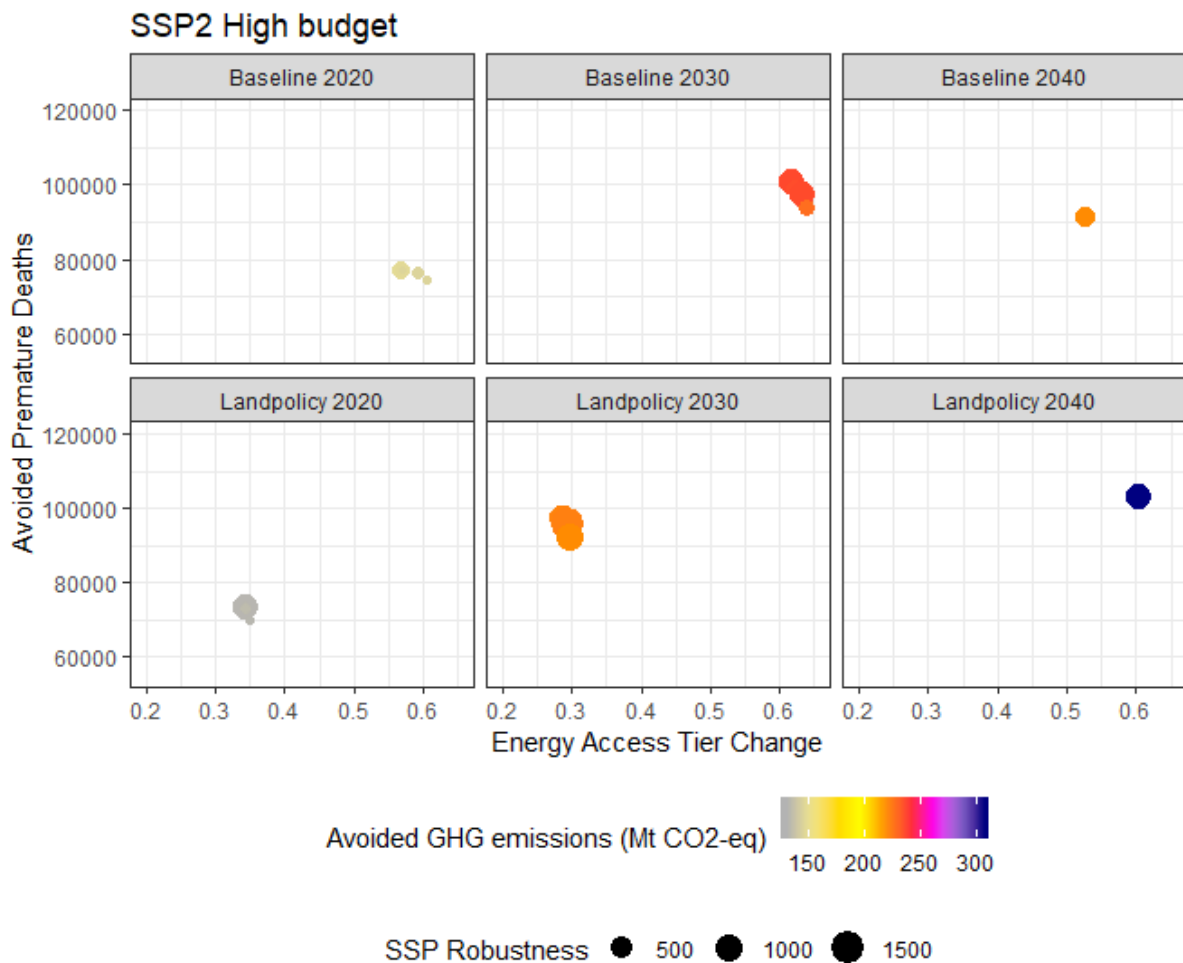 SSP2 High budget
Baseline 2020 Baseline 2030 Baseline 2040
120000
100000
80000
60000
Landpolicy 2020 Landpolicy 2030 Landpolicy 2040
120000
100000
80000
60000
Avoided Premature Deaths
0.2 0.3 0.4 0.5 0.6 0.2 0.3 0.4 0.5 0.6 0.2 0.3 0.4 0.5 0.6
Energy Access Tier Change
Avoided GHG emissions (Mt CO2-eq)
150 200 250 300
SSP Robustness 500 1000 1500